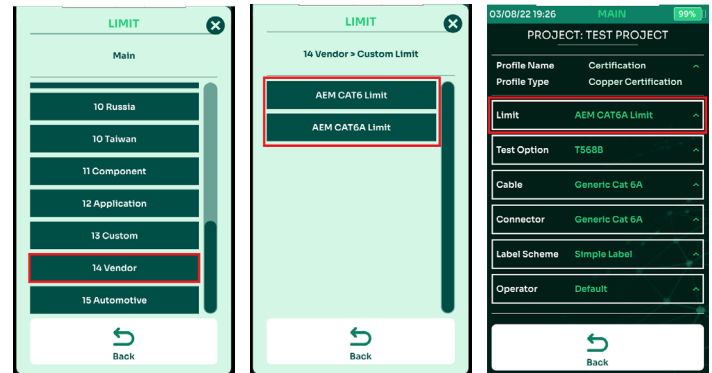 LIMIT
Main
10 Russia
10 Taiwan
11 Component
12 Application
13 Custom
14 Vendor
15 Automotive
Back
LIMIT
14 Vendor > Custom Limit
AEM CAT6 Limit
AEM CAT6A Limit
Back
03/08/22 19:26 MAIN 99%
PROJECT: TEST PROJECT
Profile Name Certification
Profile Type Copper Certification
Limit AEM CAT6A Limit
Test Option T568B
Cable Generic Cat 6A
Connector Generic Cat 6A
Label Scheme Simple Label
Operator Default
Back